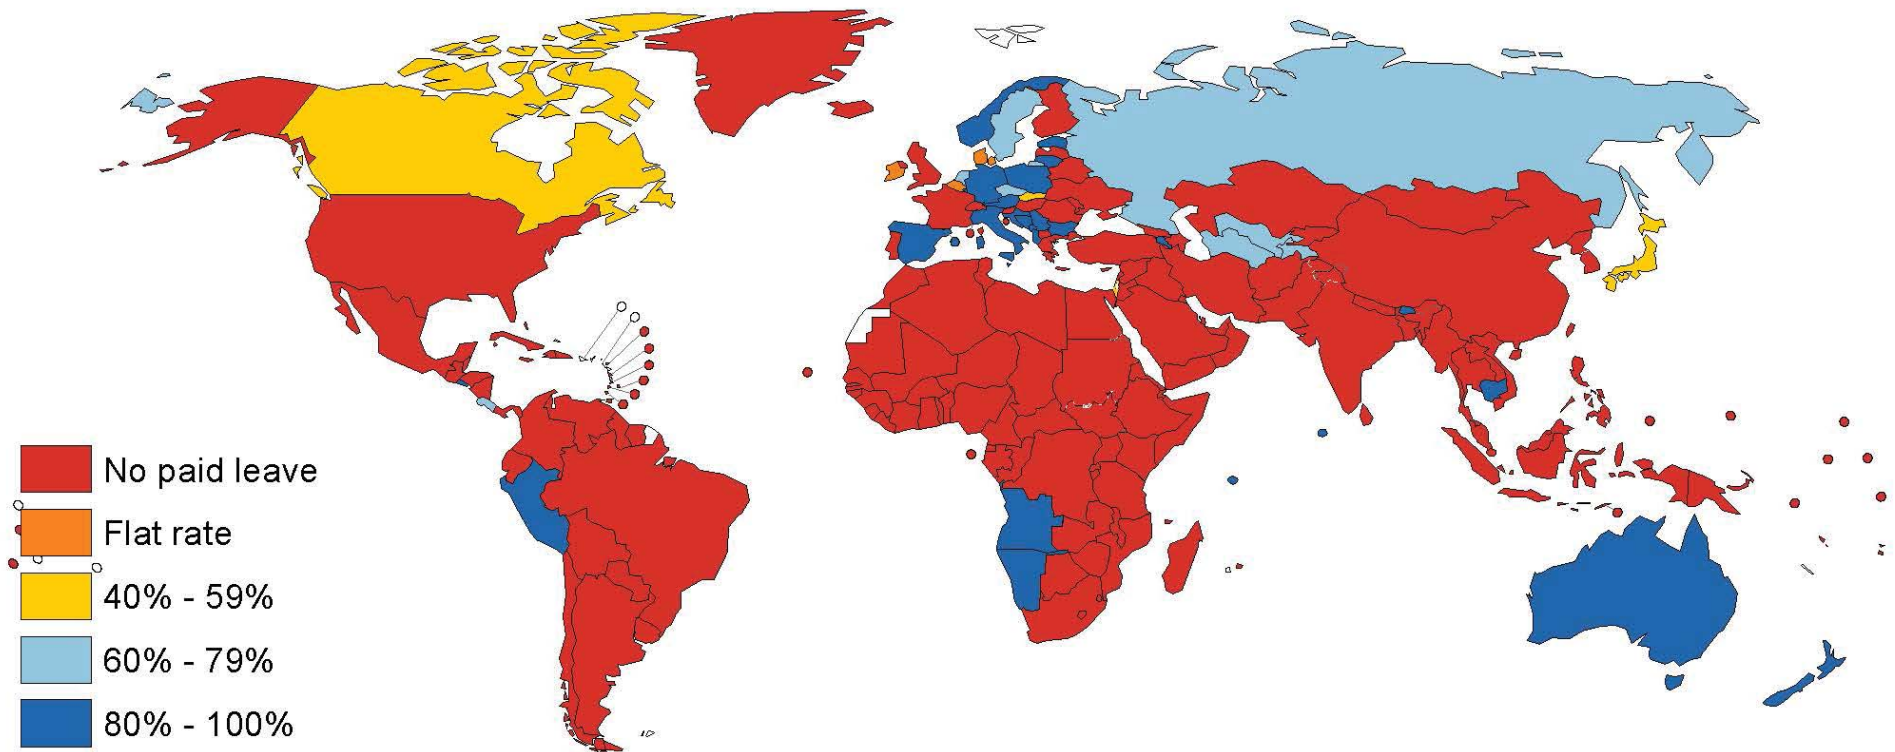 No paid leave
Flat rate
40% - 59%
60% - 79%
80% - 100%